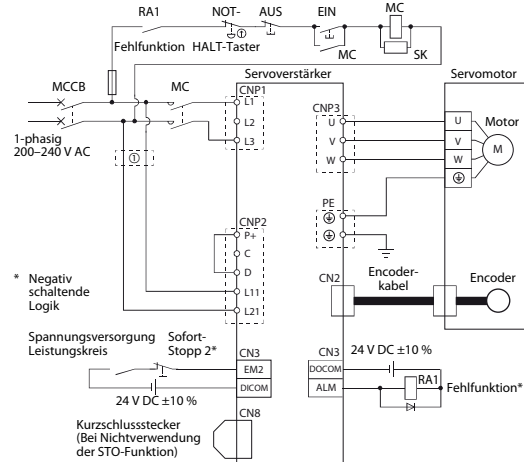 RA1 NOT- AUS EIN MC
Fehlfunktion HALT-Taster MC SK
Servoverstärker Servomotor
MCCB MC CNP1
L1 CNP3
U U Motor
L2
V V M
1-phasig
200–240 V AC
L3
W W
①
PE
CNP2
P+
C
D
* Negativ
schaltende
Logik
CN2 Encoder-
kabel
Encoder
L11
L21
Spannungsversorgung
Leistungskreis
Sofort-
Stopp 2*
CN3 CN3 24 V DC ±10 %
EM2 DOCOM
DICOM ALM RA1 Fehlfunktion*
24 V DC ±10 %
CN8
Kurzschlussstecker
(Bei Nichtverwendung
der STO-Funktion)